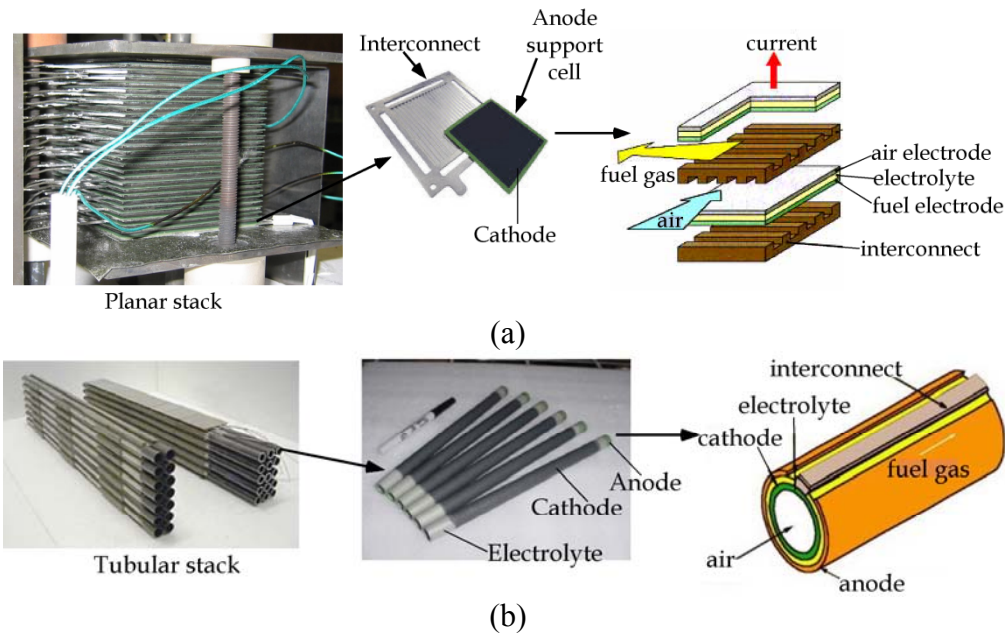 Interconnect
Anode
support
cell
Cathode
Planar stack
current
fuel gas
air
air electrode
electrolyte
fuel electrode
interconnect
(a)
Tubular stack
Electrolyte
Cathode
Anode
interconnect
electrolyte
cathode
fuel gas
air
anode
(b)